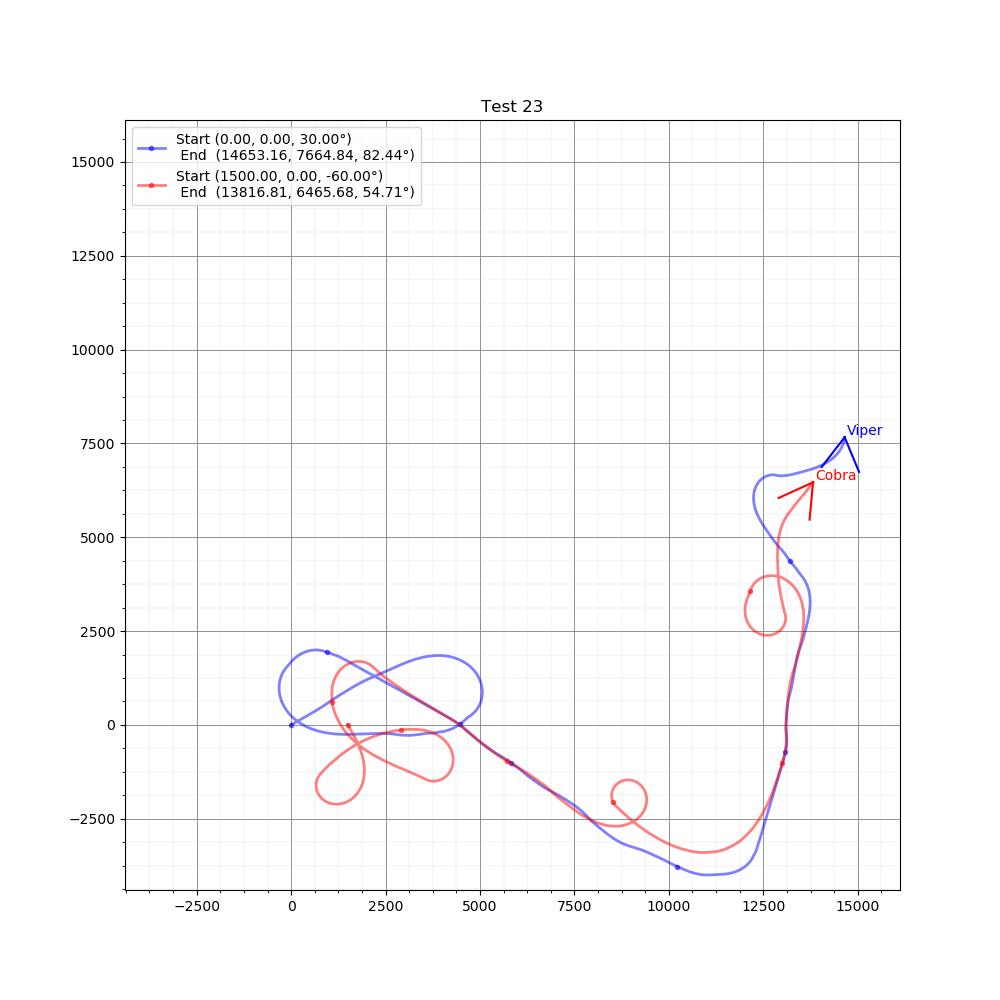 Test 23
Start (0.00, 0.00, 30.00°)
End  (14653.16, 7664.84, 82.44°)
Start (1500.00, 0.00, -60.00°)
End  (13816.81, 6465.68, 54.71°)
15000
12500
10000
7500
5000
2500
0
−2500
Viper
Cobra
−2500 0 2500 5000 7500 10000 12500 15000